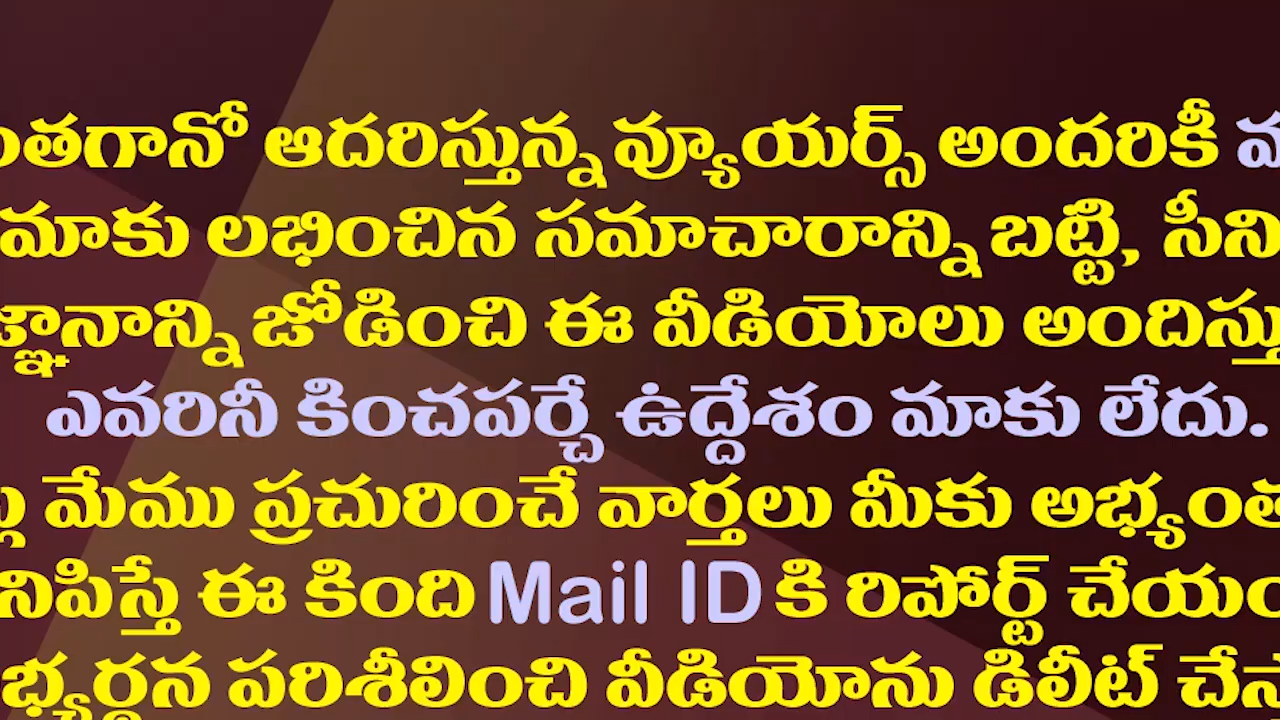 ఆదరిస్తున్న వ్యూయర్స్ అందరికీ
మాకు లభించిన సమాచారాన్ని బట్టి,
జోడించి ఈ వీడియోలు
ఎవరినీ కించపర్చే ఉద్దేశం మాకు లేదు.
మేము ప్రచురించే వార్తలు మీకు
ఈ కింది Mail ID కి రిపోర్ట్
పరిశీలించి వీడియోను డిలీట్